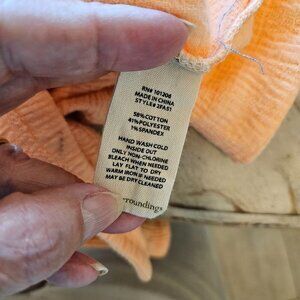 RN# 101206
MADE IN CHINA
STYLE# 2FA51
58% COTTON
41% POLYESTER
1% SPANDEX
HAND WASH COLD
INSIDE OUT
ONLY NON-CHLORINE
BLEACH WHEN NEEDED
LAY FLAT TO DRY
WARM IRON IF NEEDED
MAY BE DRY CLEANED
roundings